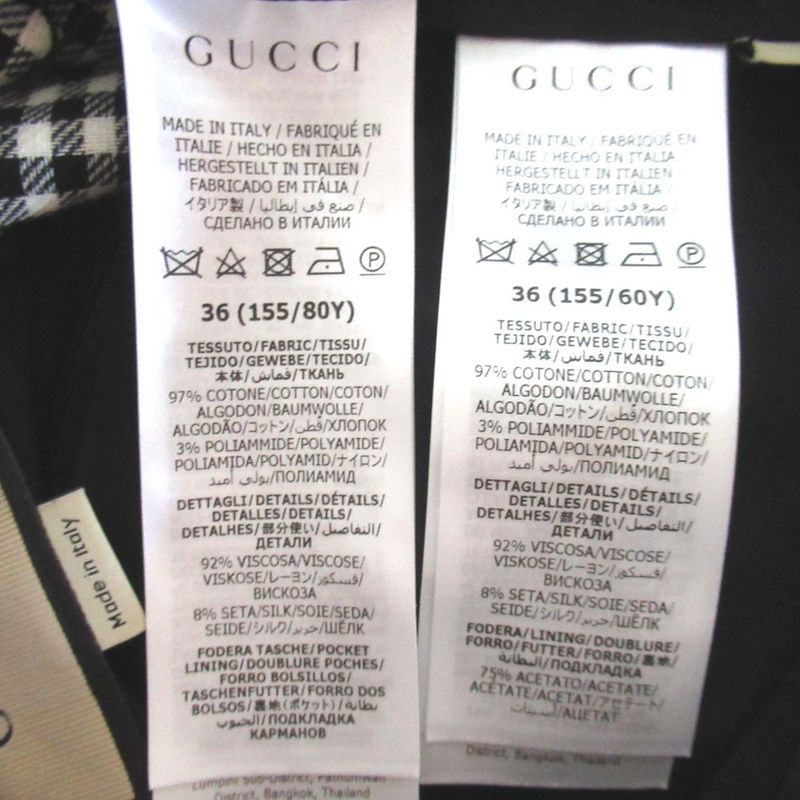 GUCCI
MADE IN ITALY / FABRIQUÉ EN
ITALIE / HECHO EN ITALIA /
HERGESTELLT IN ITALIEN /
FABRICADO EM ITÁLIA /
イタリア製 / صنع في إيطاليا /
СДЕЛАНО В ИТАЛИИ
P
36 (155/80Y)
TESSUTO/FABRIC/TISSU/
TEJIDO/GEWEBE/TECIDO/
本体/قماش/ТКАНЬ
97% COTONE/COTTON/COTON/
ALGODON/BAUMWOLLE/
ALGODÃO/コットン/قطن/ХЛОПОК
3% POLIAMMIDE/POLYAMIDE/
POLIAMIDA/POLYAMID/ナイロン/
بولي أميد/ПОЛИАМИД
DETTAGLI/DETAILS/DÉTAILS/
DETALLES/DETAILS/
DETALHES/部分使い/التفاصيل/
ДЕТАЛИ
92% VISCOSA/VISCOSE/
VISKOSE/レーヨン/فسكوز/
ВИСКОЗА
8% SETA/SILK/SOIE/SEDA/
SEIDE/シルク/حرير/ШЁЛК
FODERA TASCHE/POCKET
LINING/DOUBLURE POCHES/
FORRO BOLSILLOS/
TASCHENFUTTER/FORRO DOS
BOLSOS/裏地(ポケット)/بطانة
الجيوب/ПОДКЛАДКА
КАРМАНОВ
Lumpini Sub-District, Pathumwan
District, Bangkok, Thailand
GUCCI
MADE IN ITALY / FABRIQUÉ EN
ITALIE / HECHO EN ITALIA /
HERGESTELLT IN ITALIEN /
FABRICADO EM ITÁLIA /
イタリア製 / صنع في إيطاليا /
СДЕЛАНО В ИТАЛИИ
P
36 (155/60Y)
TESSUTO/FABRIC/TISSU/
TEJIDO/GEWEBE/TECIDO/
本体/قماش/ТКАНЬ
97% COTONE/COTTON/COTON/
ALGODON/BAUMWOLLE/
ALGODÃO/コットン/قطن/ХЛОПОК
3% POLIAMMIDE/POLYAMIDE/
POLIAMIDA/POLYAMID/ナイロン/
بولي أميد/ПОЛИАМИД
DETTAGLI/DETAILS/DÉTAILS/
DETALLES/DETAILS/
DETALHES/部分使い/التفاصيل/
ДЕТАЛИ
92% VISCOSA/VISCOSE/
VISKOSE/レーヨン/فسكوز/
ВИСКОЗА
8% SETA/SILK/SOIE/SEDA/
SEIDE/シルク/حرير/ШЁЛК
FODERA/LINING/DOUBLURE/
FORRO/FUTTER/FORRO/裏地/
البطانة/ПОДКЛАДКА
75% ACETATO/ACETATE/
ACÉTATE/ACETAT/アセテート/
أسيتات/АЦЕТАТ
District, Bangkok, Thailand
Made in Italy